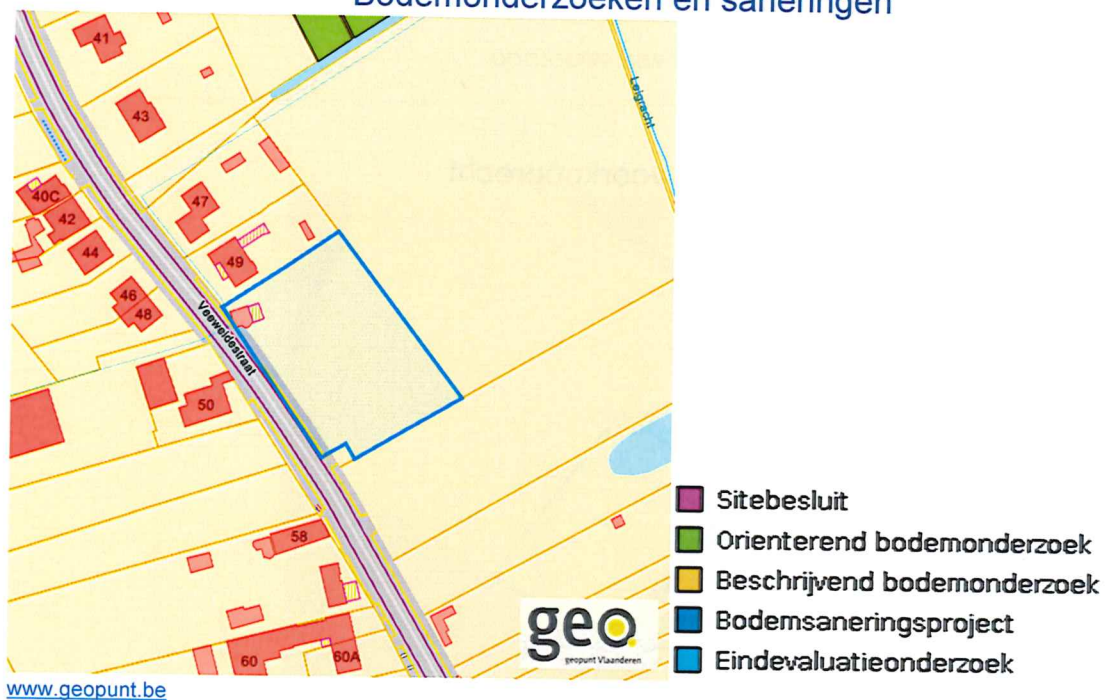 Bodemonderzoeken en saneringen
41
43
Leigracht
47
40C
42
44
49
46
48
Veeweidestraat
50
58
60
60A
geo
geopunt Vlaanderen
Sitebesluit
Orienterend bodemonderzoek
Beschrijvend bodemonderzoek
Bodemsaneringsproject
Eindevaluatieonderzoek
www.geopunt.be